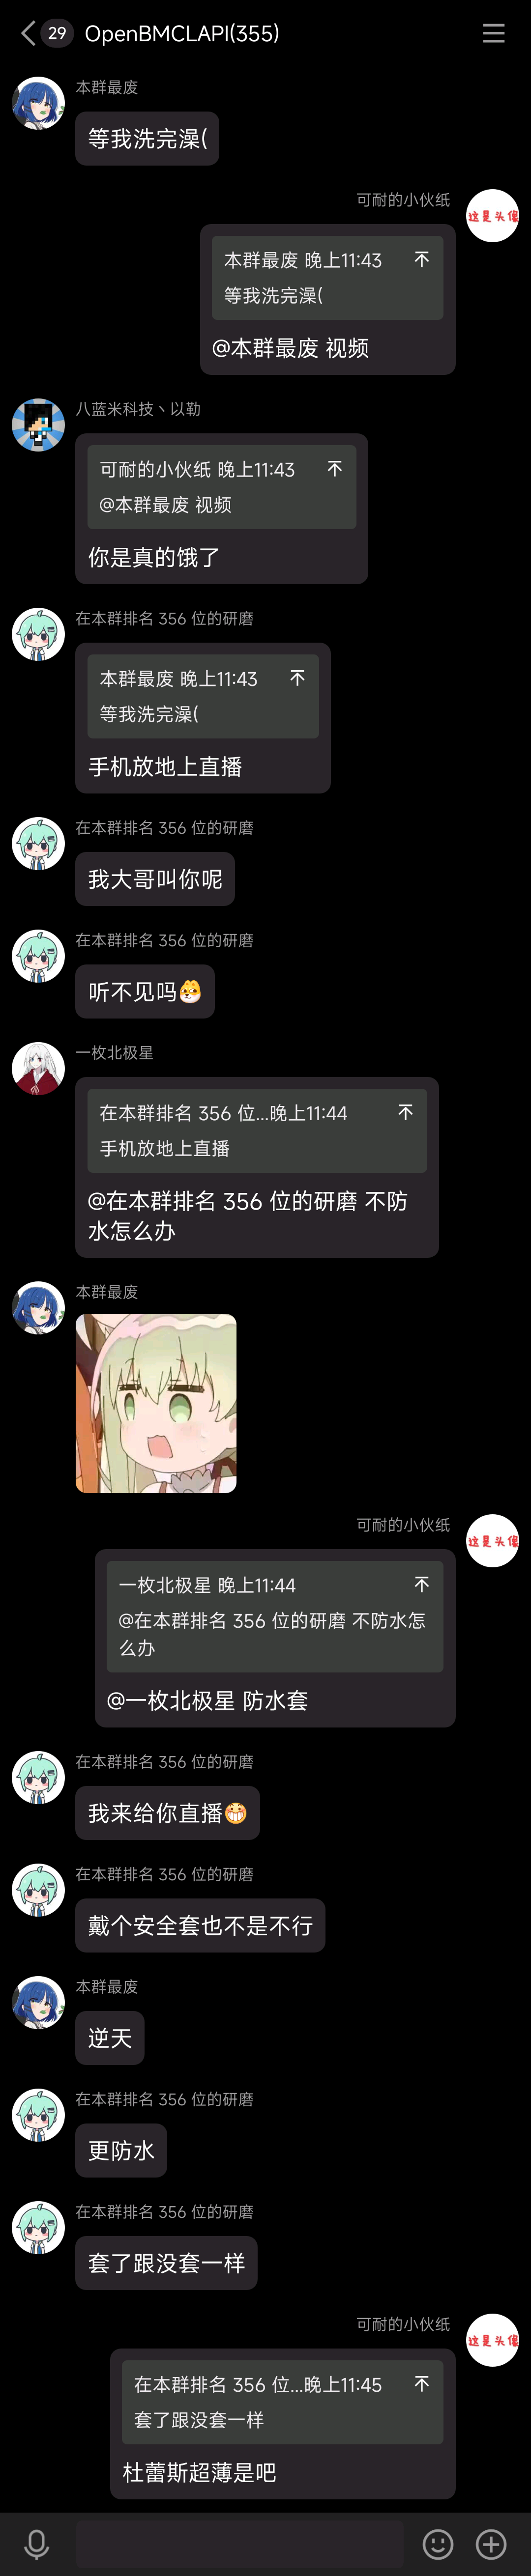 29 OpenBMCLAPI(355)
本群最废
等我洗完澡(
可耐的小伙纸
这是头像
本群最废 晚上11:43
等我洗完澡(
@本群最废 视频
八蓝米科技丶以勒
可耐的小伙纸 晚上11:43
@本群最废 视频
你是真的饿了
在本群排名 356 位的研磨
本群最废 晚上11:43
等我洗完澡(
手机放地上直播
在本群排名 356 位的研磨
我大哥叫你呢
在本群排名 356 位的研磨
听不见吗
一枚北极星
在本群排名 356 位...晚上11:44
手机放地上直播
@在本群排名 356 位的研磨 不防
水怎么办
本群最废
可耐的小伙纸
这是头像
一枚北极星 晚上11:44
@在本群排名 356 位的研磨 不防水怎
么办
@一枚北极星 防水套
在本群排名 356 位的研磨
我来给你直播
在本群排名 356 位的研磨
戴个安全套也不是不行
本群最废
逆天
在本群排名 356 位的研磨
更防水
在本群排名 356 位的研磨
套了跟没套一样
可耐的小伙纸
这是头像
在本群排名 356 位...晚上11:45
套了跟没套一样
杜蕾斯超薄是吧